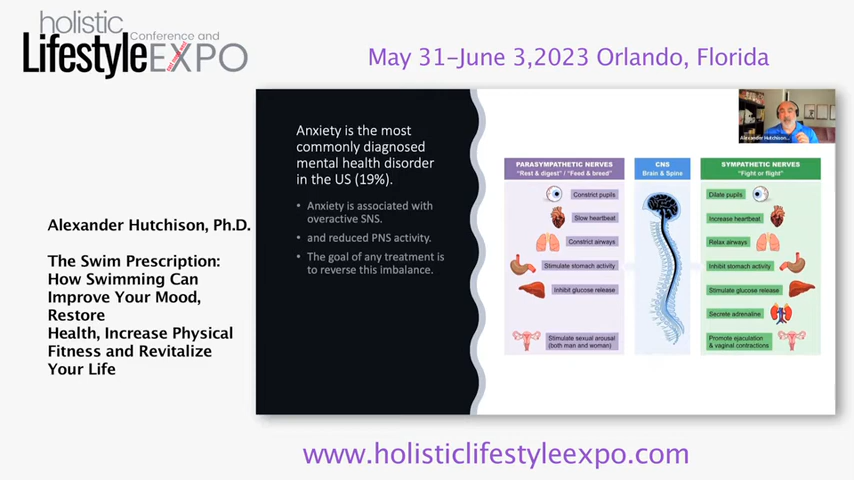 holistic
Conference and
LifestyleEXPO
May 31-June 3,2023 Orlando, Florida
Alexander Hutchison, Ph.D.
The Swim Prescription:
How Swimming Can
Improve Your Mood,
Restore
Health, Increase Physical
Fitness and Revitalize
Your Life
Anxiety is the most
commonly diagnosed
mental health disorder
in the US (19%).
• Anxiety is associated with
overactive SNS.
• and reduced PNS activity.
• The goal of any treatment is
to reverse this imbalance.
Alexander Hutchison...
PARASYMPATHETIC NERVES
"Rest & digest" / "Feed & breed"
Constrict pupils
Slow heartbeat
Constrict airways
Stimulate stomach activity
Inhibit glucose release
Stimulate sexual arousal
(both man and woman)
CNS
Brain & Spine
SYMPATHETIC NERVES
"Fight or flight"
Dilate pupils
Increase heartbeat
Relax airways
Inhibit stomach activity
Stimulate glucose release
Secrete adrenaline
Promote ejaculation
& vaginal contractions
www.holisticlifestyleexpo.com